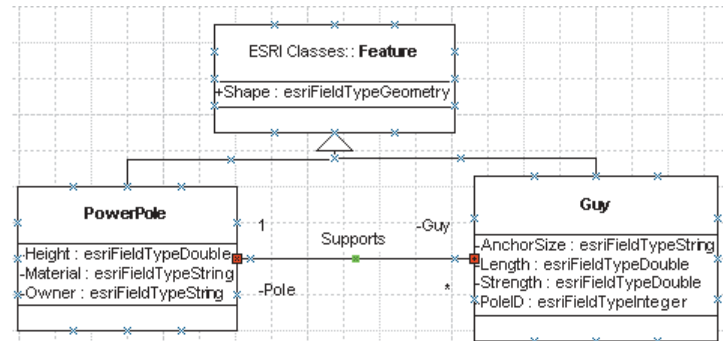 ESRI Classes:: Feature
+Shape : esriFieldTypeGeometry
PowerPole
-Height : esriFieldTypeDouble
-Material : esriFieldTypeString
-Owner : esriFieldTypeString
1
Supports
-Guy
-Pole
*
Guy
-AnchorSize : esriFieldTypeString
-Length : esriFieldTypeDouble
-Strength : esriFieldTypeDouble
-PoleID : esriFieldTypeInteger